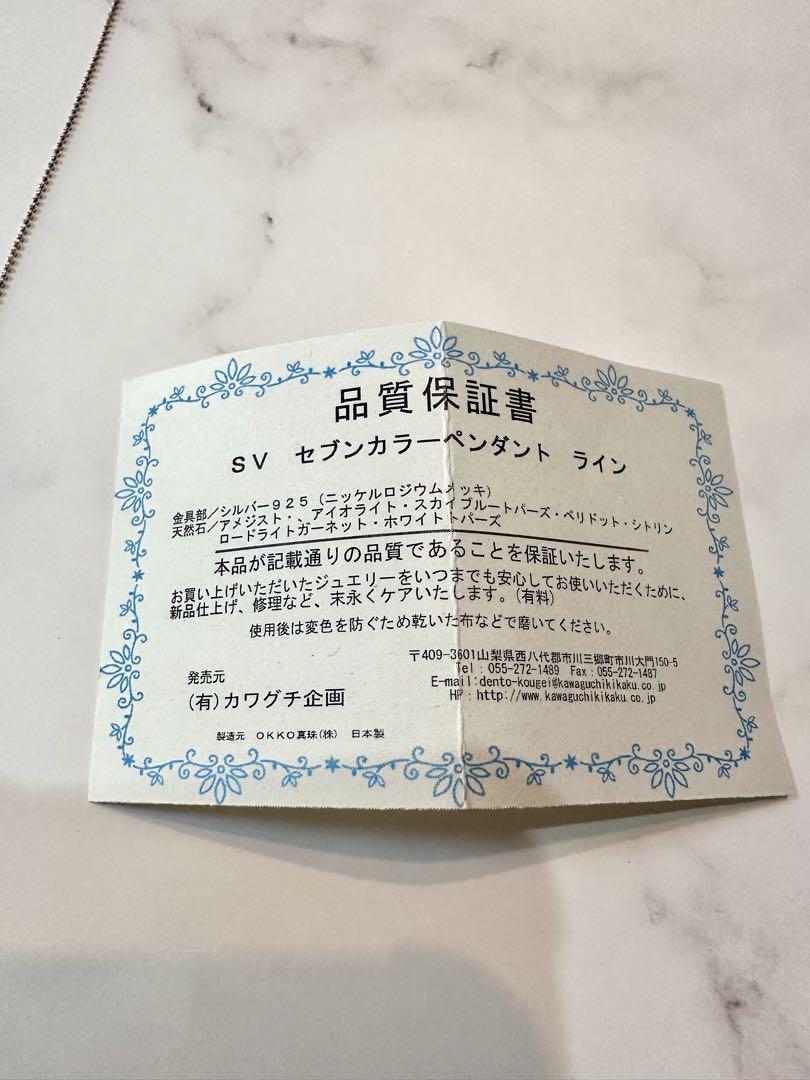 品質保証書
SV セブンカラーペンダント ライン
金具部/シルバー925(ニッケルロジウムメッキ)
天然石/アメジスト・、アイオライト・スカイブルートパーズ・ペリドット・シトリン
ロードライトガーネット・ホワイトトパーズ
本品が記載通りの品質であることを保証いたします。
お買い上げいただいたジュエリーをいつまでも安心してお使いいただくために、
新品仕上げ、修理など、末永くケアいたします。(有料)
使用後は変色を防ぐため乾いた布などで磨いてください。
〒409-3601山梨県西八代郡市川三郷町市川大門150-5
Tel：055-272-1489 Fax：055-272-1487
E-mail:dento-kougei@kawaguchikikaku.co.jp
HP：http://www.kawaguchikikaku.co.jp
発売元
(有)カワグチ企画
製造元 OKKO真珠(株) 日本製